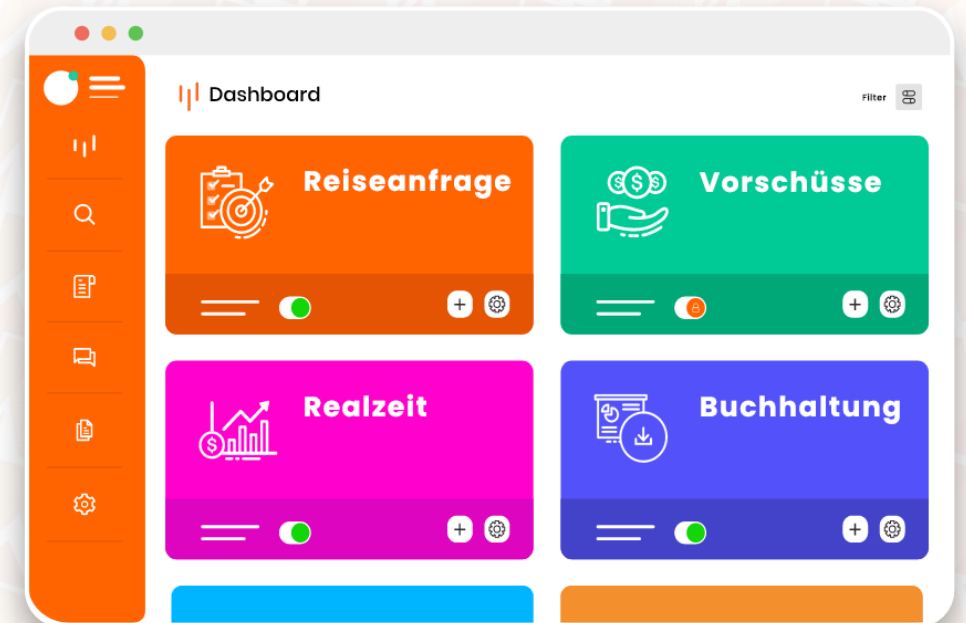 Dashboard
Filter
Reiseanfrage
Vorschüsse
Realzeit
Buchhaltung